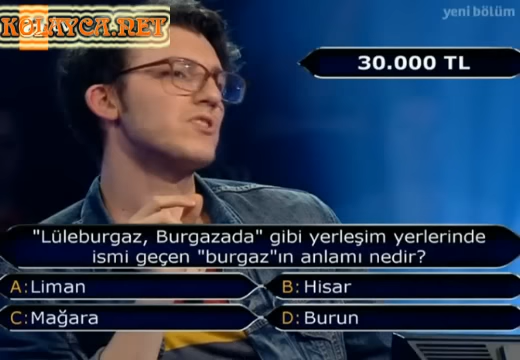 KOLAYCA.NET
yeni bölüm
30.000 TL
"Lüleburgaz, Burgazada" gibi yerleşim yerlerinde
ismi geçen "burgaz"ın anlamı nedir?
A:Liman
B: Hisar
C:Mağara
D: Burun